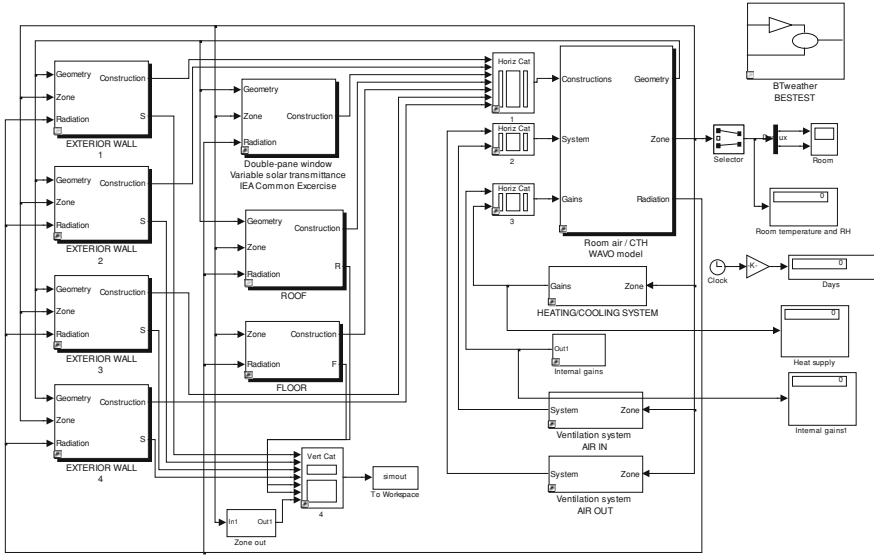 Geometry
Construction
Zone
S
Radiation
EXTERIOR WALL
1
Geometry
Construction
Zone
S
Radiation
EXTERIOR WALL
2
Geometry
Construction
Zone
S
Radiation
EXTERIOR WALL
3
Geometry
Construction
Zone
S
Radiation
EXTERIOR WALL
4
Geometry
Zone
Construction
Radiation
Double-pane window
Variable solar transmittance
IEA Common Excercise
Geometry
Construction
Zone
R
Radiation
ROOF
Zone
Construction
Radiation
F
FLOOR
Vert Cat
4
simout
To Workspace
In1
Out1
Zone out
Horiz Cat
1
Horiz Cat
2
Horiz Cat
3
Constructions
Geometry
System
Zone
Gains
Radiation
Room air / CTH
WAVO model
Gains
Zone
HEATING/COOLING SYSTEM
Out1
Internal gains
System
Zone
Ventilation system
AIR IN
System
Zone
Ventilation system
AIR OUT
BTweather
BESTEST
Selector
Room
0
Room temperature and RH
Clock
-K-
0
Days
0
Heat supply
0
Internal gains1